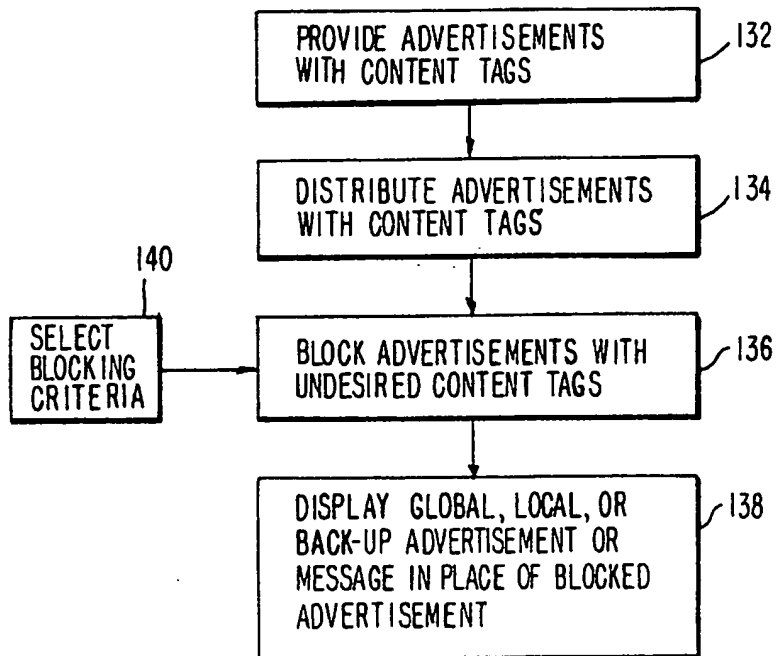 PROVIDE ADVERTISEMENTS
WITH CONTENT TAGS
132
DISTRIBUTE ADVERTISEMENTS
WITH CONTENT TAGS
134
140
SELECT
BLOCKING
CRITERIA
BLOCK ADVERTISEMENTS WITH
UNDESIRED CONTENT TAGS
136
DISPLAY GLOBAL, LOCAL, OR
BACK-UP ADVERTISEMENT OR
MESSAGE IN PLACE OF BLOCKED
ADVERTISEMENT
138